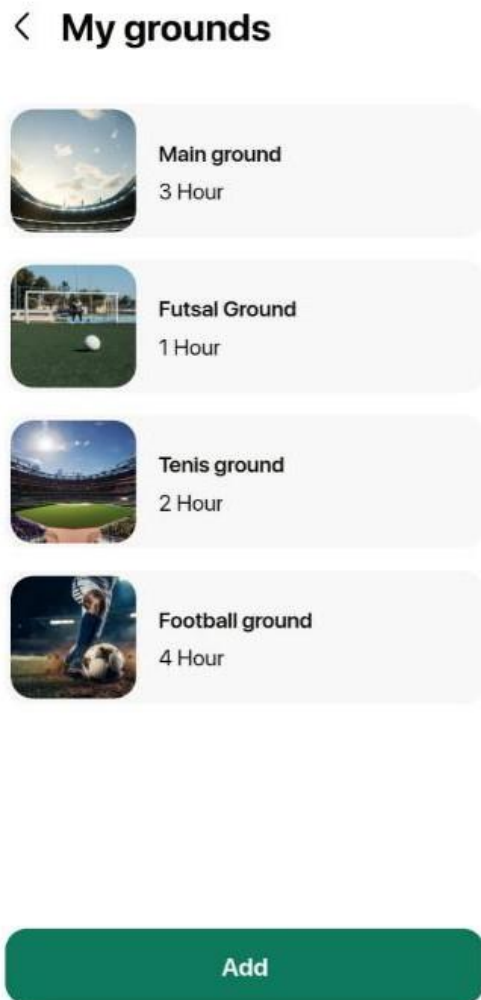 My grounds
Main ground
3 Hour
Futsal Ground
1 Hour
Tenis ground
2 Hour
Football ground
4 Hour
Add